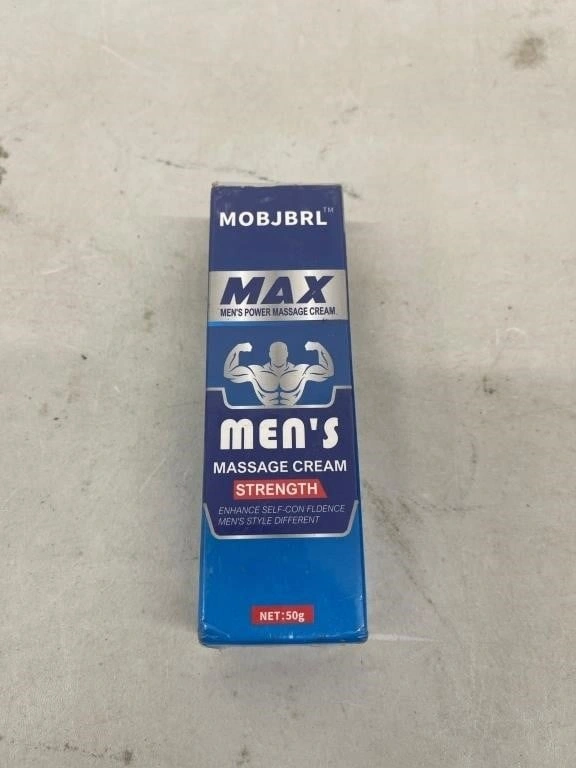 MOBJBRL™
MAX
MEN'S POWER MASSAGE CREAM
MEN'S
MASSAGE CREAM
STRENGTH
ENHANCE SELF-CON FLDENCE
MEN'S STYLE DIFFERENT
NET:50g